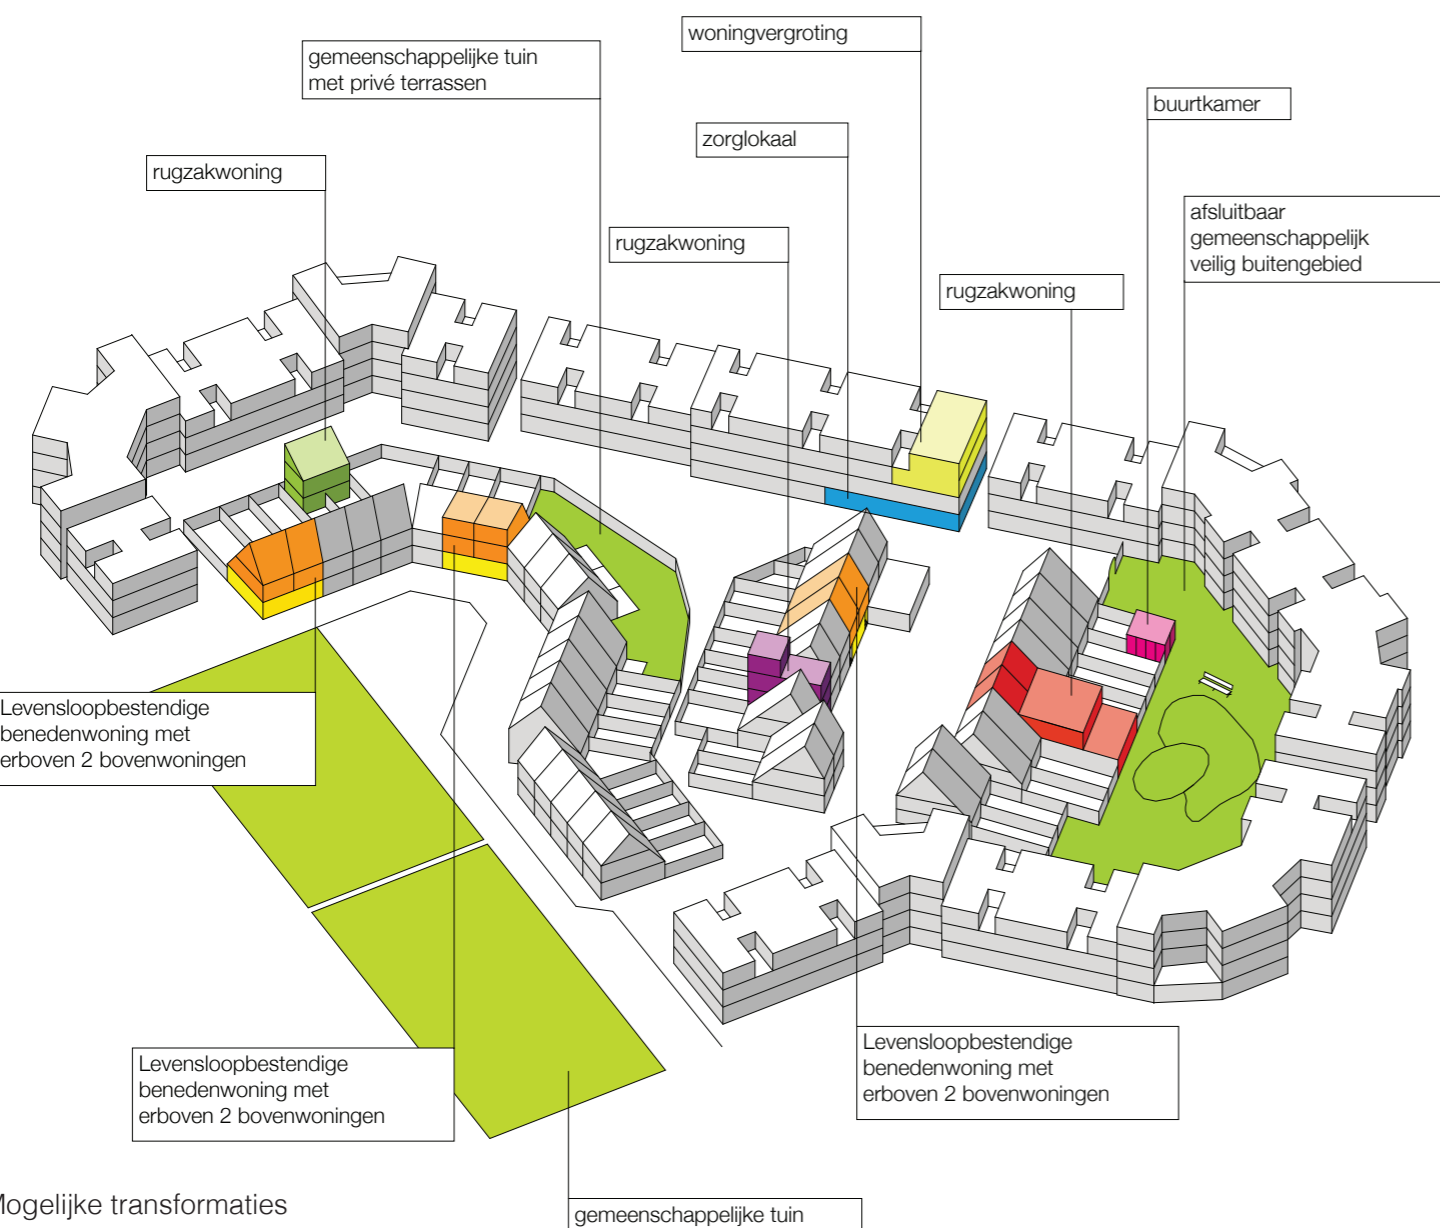 woningvergroting
gemeenschappelijke tuin
met privé terrassen
buurtkamer
zorglokaal
rugzakwoning
afsluitbaar
gemeenschappelijk
veilig buitengebied
rugzakwoning
rugzakwoning
Levensloopbestendige
benedenwoning met
erboven 2 bovenwoningen
Levensloopbestendige
benedenwoning met
erboven 2 bovenwoningen
Levensloopbestendige
benedenwoning met
erboven 2 bovenwoningen
Mogelijke transformaties
gemeenschappelijke tuin